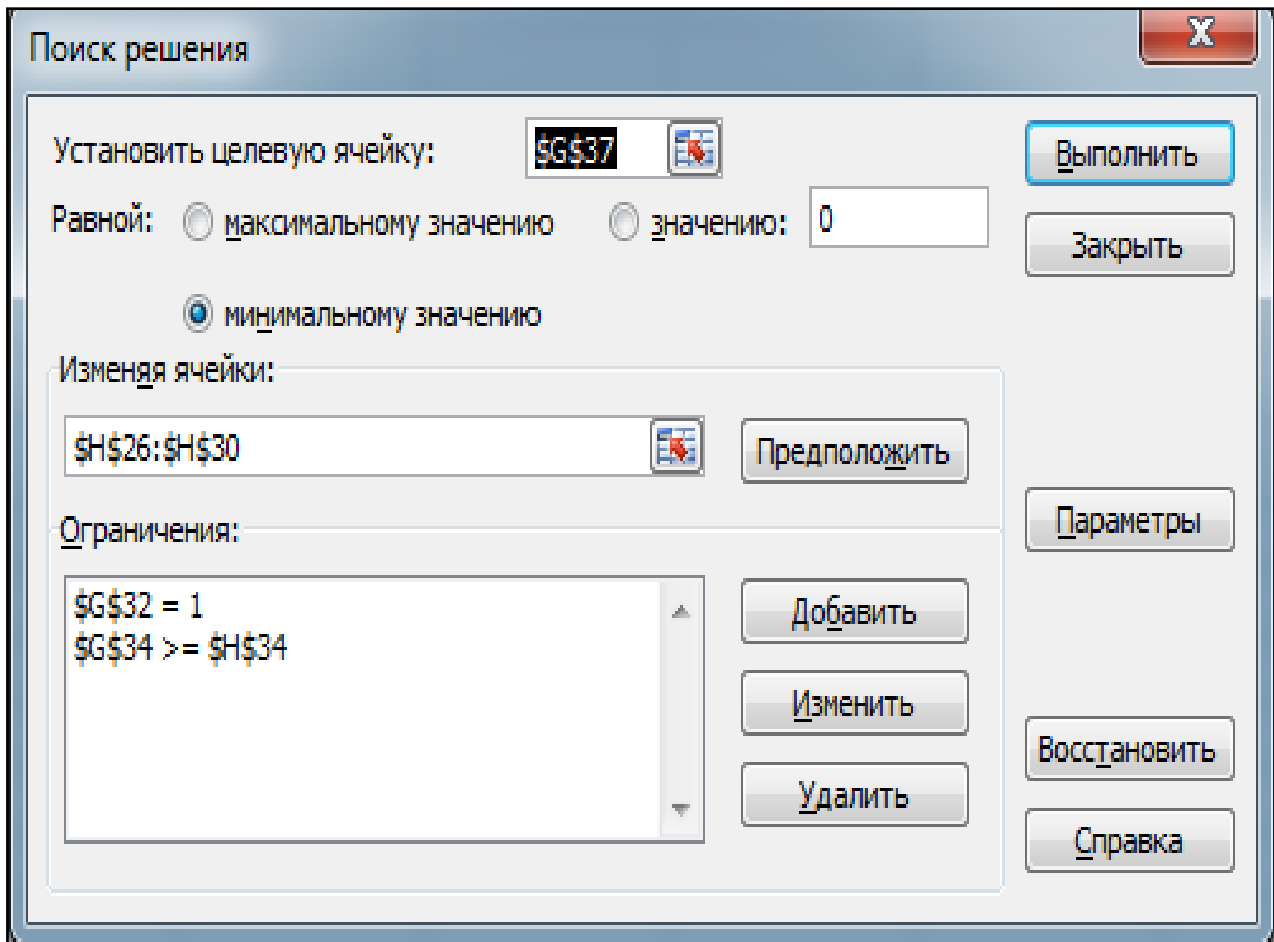 Поиск решения
X
Установить целевую ячейку: $G$37
Выполнить
Равной: максимальному значению значению: 0
Закрыть
минимальному значению
Изменяя ячейки:
$H$26:$H$30
Предположить
Параметры
Ограничения:
$G$32 = 1
$G$34 >= $H$34
Добавить
Изменить
Удалить
Восстановить
Справка